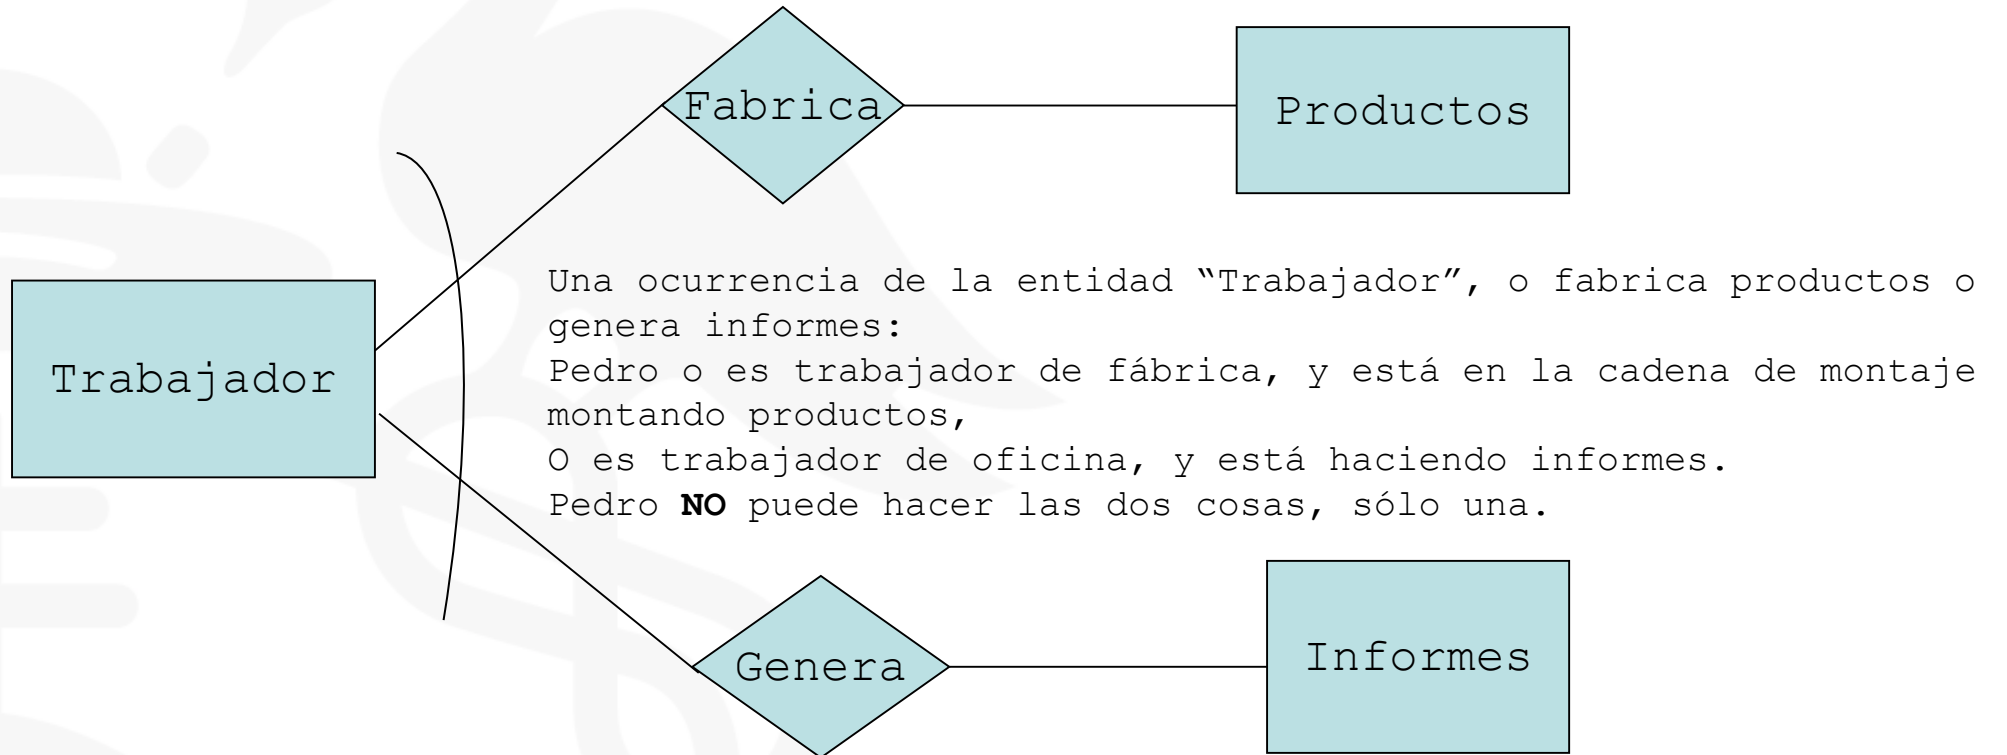 Fabrica
Productos
Una ocurrencia de la entidad “Trabajador”, o fabrica productos o
genera informes:
Trabajador
Pedro o es trabajador de fábrica, y está en la cadena de montaje
montando productos,
O es trabajador de oficina, y está haciendo informes.
Pedro NO puede hacer las dos cosas, sólo una.
Genera
Informes